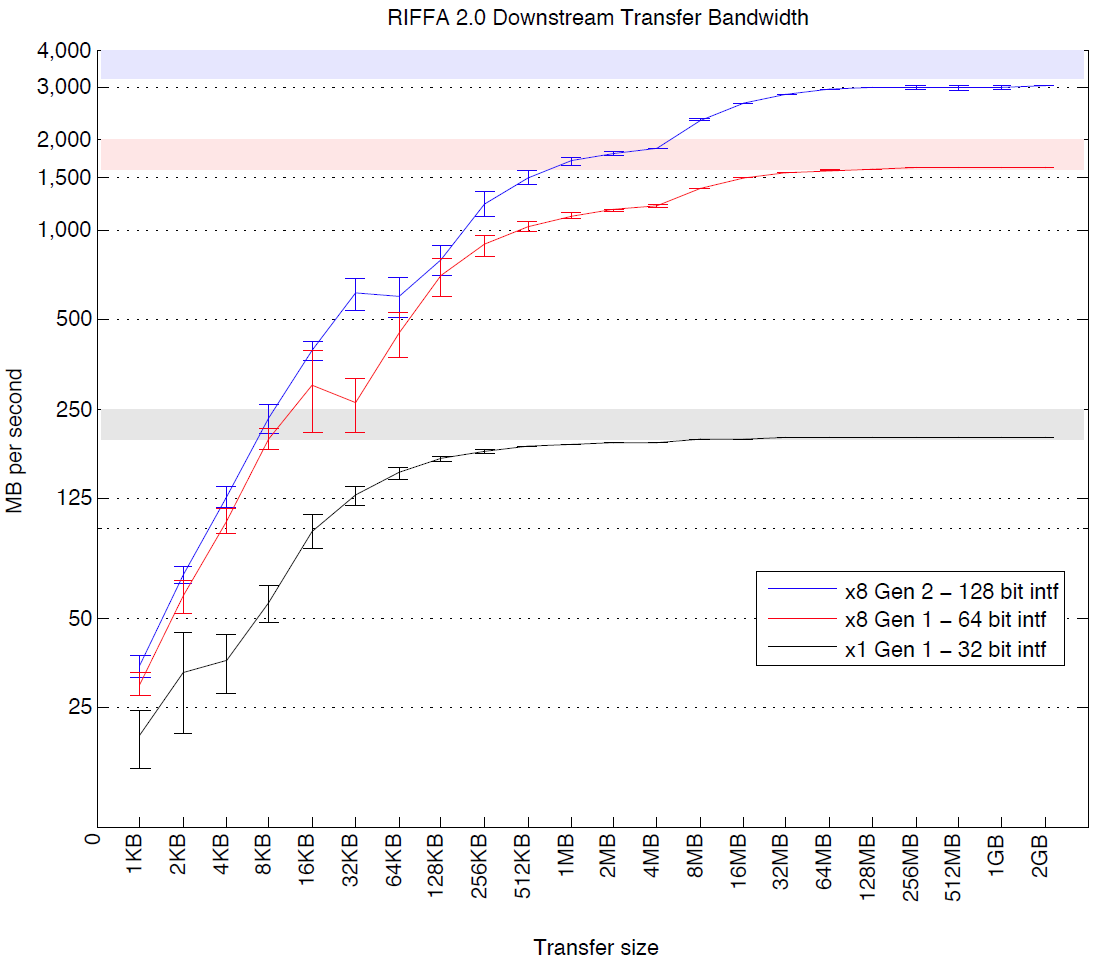 RIFFA 2.0 Downstream Transfer Bandwidth
4,000
3,000
2,000
1,500
1,000
500
250
125
50
25
MB per second
x8 Gen 2 − 128 bit intf
x8 Gen 1 − 64 bit intf
x1 Gen 1 − 32 bit intf
0
1KB
2KB
4KB
8KB
16KB
32KB
64KB
128KB
256KB
512KB
1MB
2MB
4MB
8MB
16MB
32MB
64MB
128MB
256MB
512MB
1GB
2GB
Transfer size